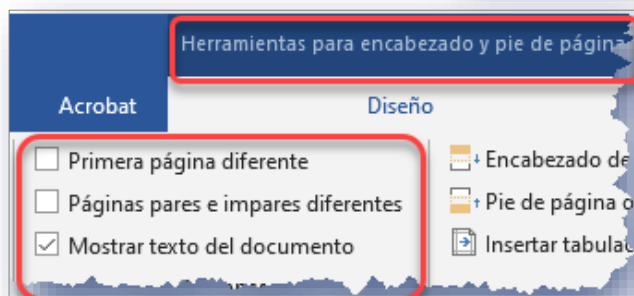 Herramientas para encabezado y pie de página
Acrobat Diseño
Primera página diferente
Páginas pares e impares diferentes
Mostrar texto del documento
Encabezado de
Pie de página
Insertar